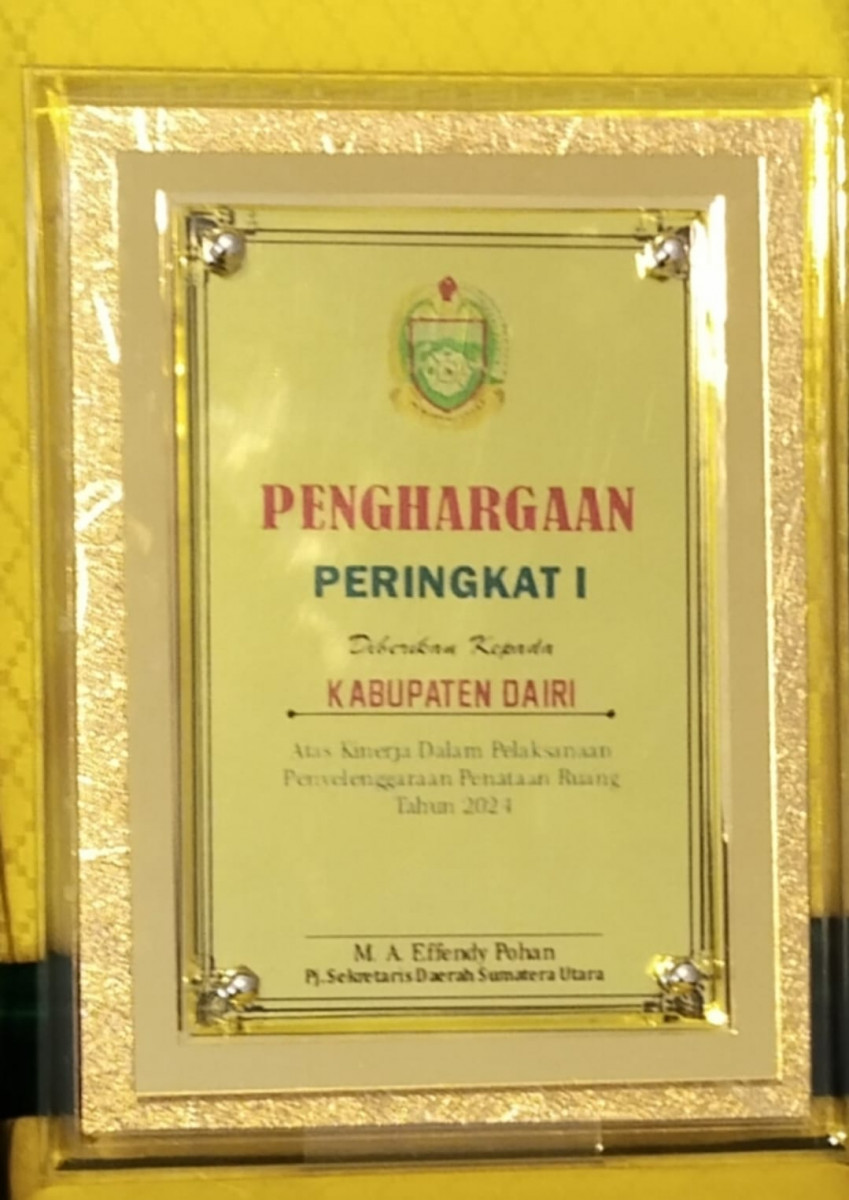 PENGHARGAAN
PERINGKAT I
Diberikan Kepada
KABUPATEN DAIRI
Atas Kinerja Dalam Pelaksanaan
Penyelenggaraan Penataan Ruang
Tahun 2024
M. A. Effendy Pohan
Pj. Sekretaris Daerah Sumatera Utara